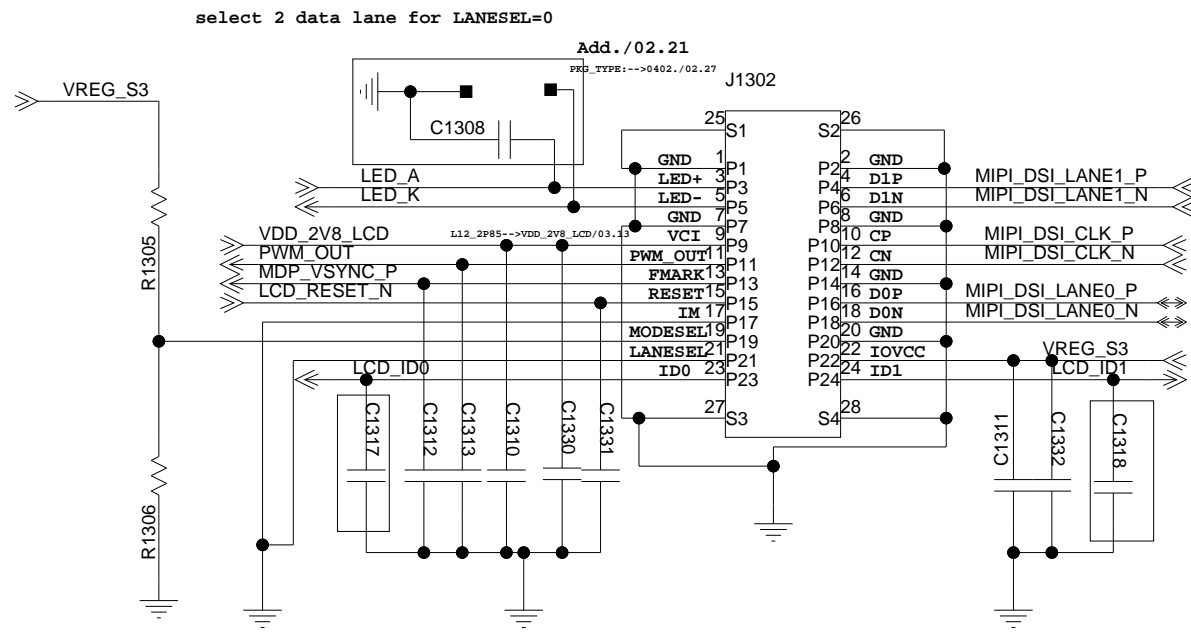 select 2 data lane for LANESEL=0
Add./02.21
PKG_TYPE:-->0402./02.27
J1302
VREG_S3
C1308
25 S1 S2 26
GND 1 P1 P2 2 GND
LED_A LED+ 3 P3 P4 4 D1P MIPI_DSI_LANE1_P
LED_K LED- 5 P5 P6 6 D1N MIPI_DSI_LANE1_N
GND 7 P7 P8 8 GND
VDD_2V8_LCD L12_2P85-->VDD_2V8_LCD/03.13 VCI 9 P9 P10 10 CP MIPI_DSI_CLK_P
PWM_OUT PWM_OUT 11 P11 P12 12 CN MIPI_DSI_CLK_N
MDP_VSYNC_P FMARK 13 P13 P14 14 GND
LCD_RESET_N RESET 15 P15 P16 16 D0P MIPI_DSI_LANE0_P
IM 17 P17 P18 18 D0N MIPI_DSI_LANE0_N
MODESEL 19 P19 P20 20 GND
LANESEL 21 P21 P22 22 IOVCC VREG_S3
LCD_ID0 ID0 23 P23 P24 24 ID1 LCD_ID1
27 S3 S4 28
R1305
R1306
C1317
C1312
C1313
C1310
C1330
C1331
C1311
C1332
C1318